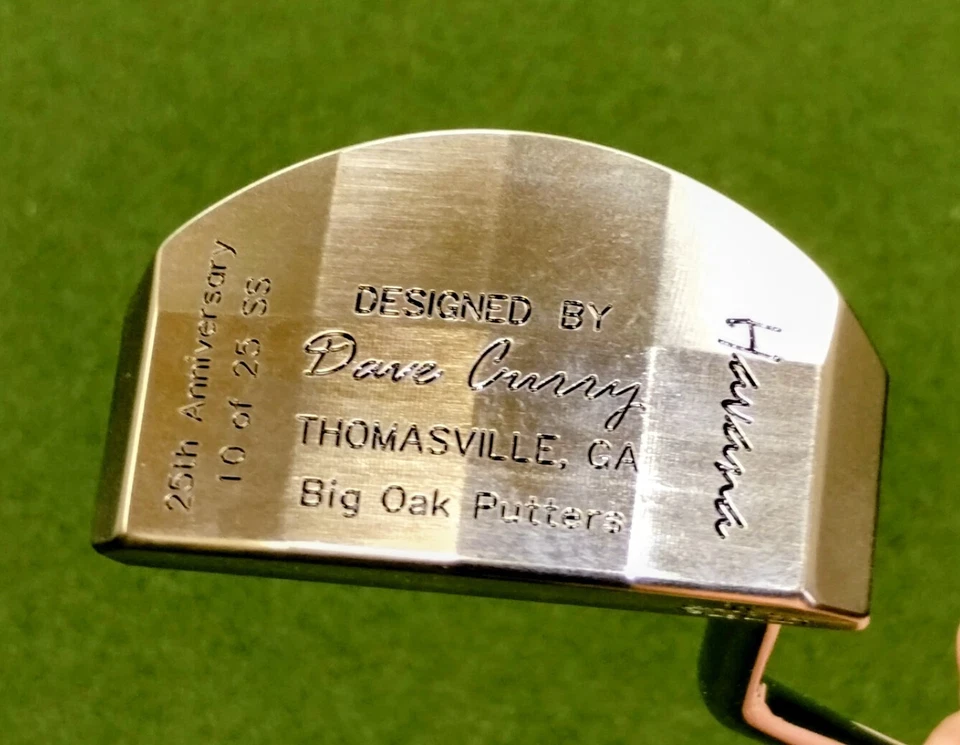 25th Anniversary
10 of 25 SS
DESIGNED BY
Dave Curry
THOMASVILLE, GA
Big Oak Putters
Havana